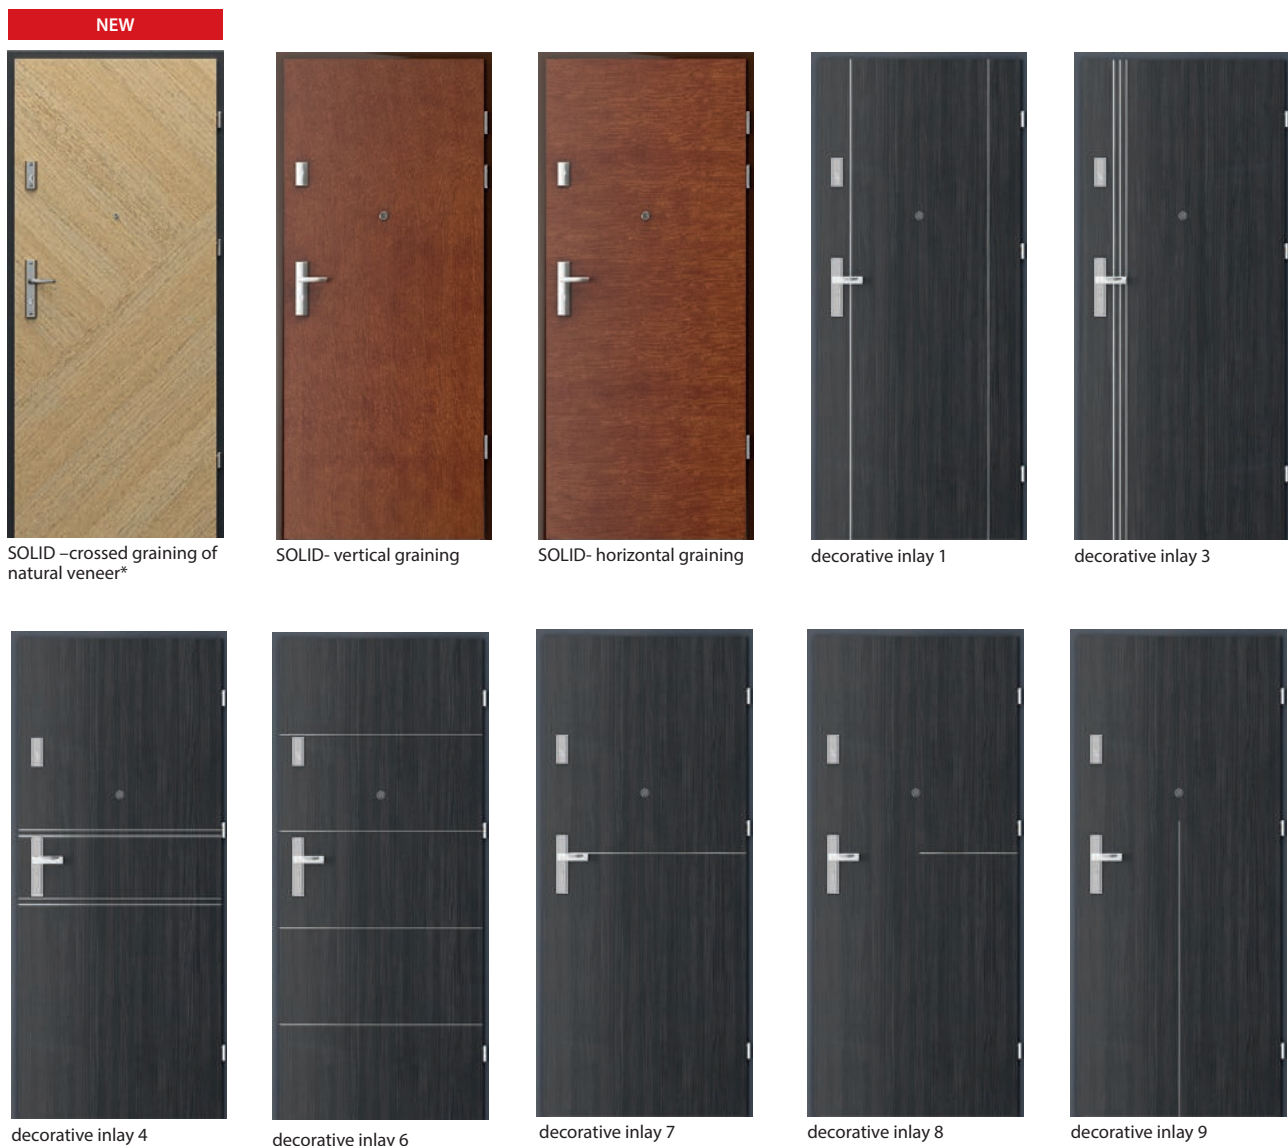 NEW
SOLID –crossed graining of
natural veneer*
SOLID- vertical graining
SOLID- horizontal graining
decorative inlay 1
decorative inlay 3
decorative inlay 4
decorative inlay 6
decorative inlay 7
decorative inlay 8
decorative inlay 9